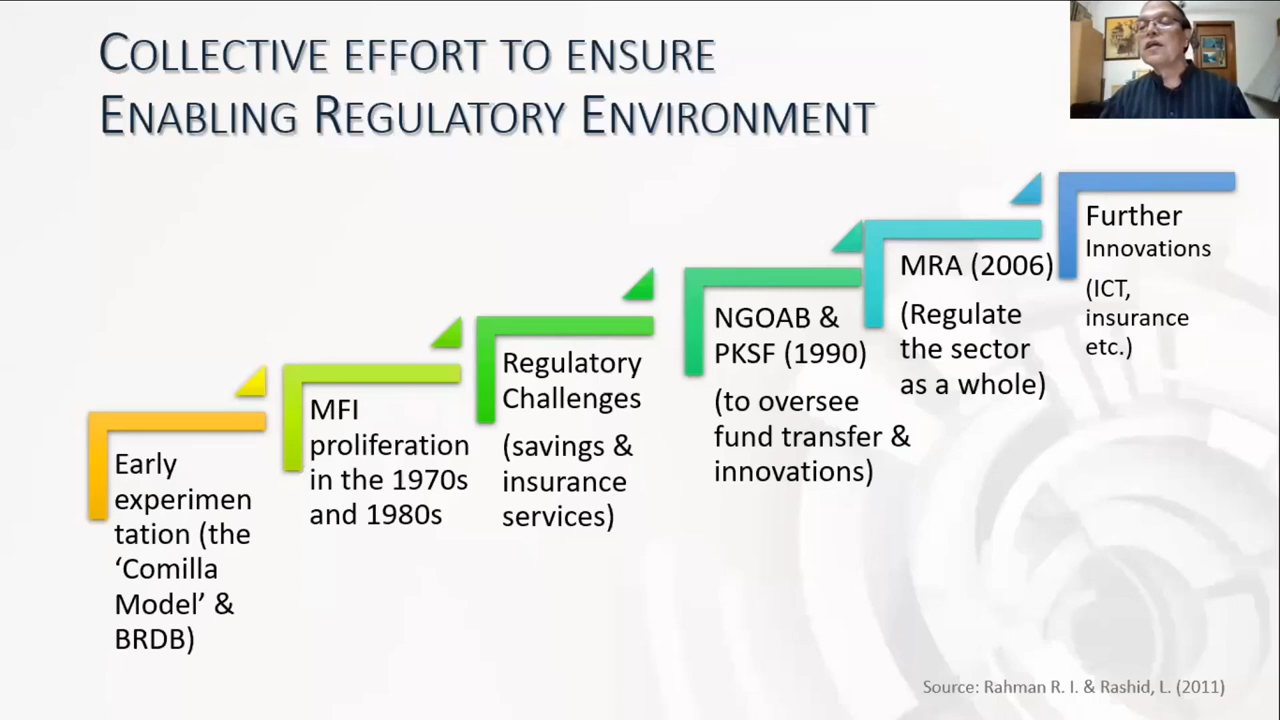 COLLECTIVE EFFORT TO ENSURE
ENABLING REGULATORY ENVIRONMENT
Early
experimen
tation (the
‘Comilla
Model’ &
BRDB)
MFI
proliferation
in the 1970s
and 1980s
Regulatory
Challenges
(savings &
insurance
services)
NGOAB &
PKSF (1990)
(to oversee
fund transfer &
innovations)
MRA (2006)
(Regulate
the sector
as a whole)
Further
Innovations
(ICT,
insurance
etc.)
Source: Rahman R. I. & Rashid, L. (2011)